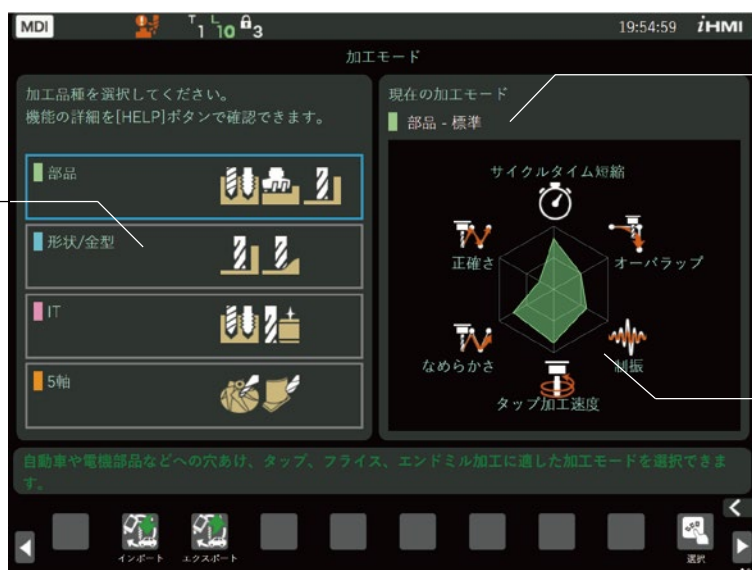 MDI
T1 L10 3
19:54:59
iHMI
加工モード
加工品種を選択してください。
機能の詳細を[HELP]ボタンで確認できます。
部品
形状/金型
IT
5軸
現在の加工モード
部品 - 標準
サイクルタイム短縮
正確さ
オーバラップ
なめらかさ
制振
タップ加工速度
自動車や電機部品などへの穴あけ、タップ、フライス、エンドミル加工に適した加工モードを選択できま
す。
インポート
エクスポート
選択